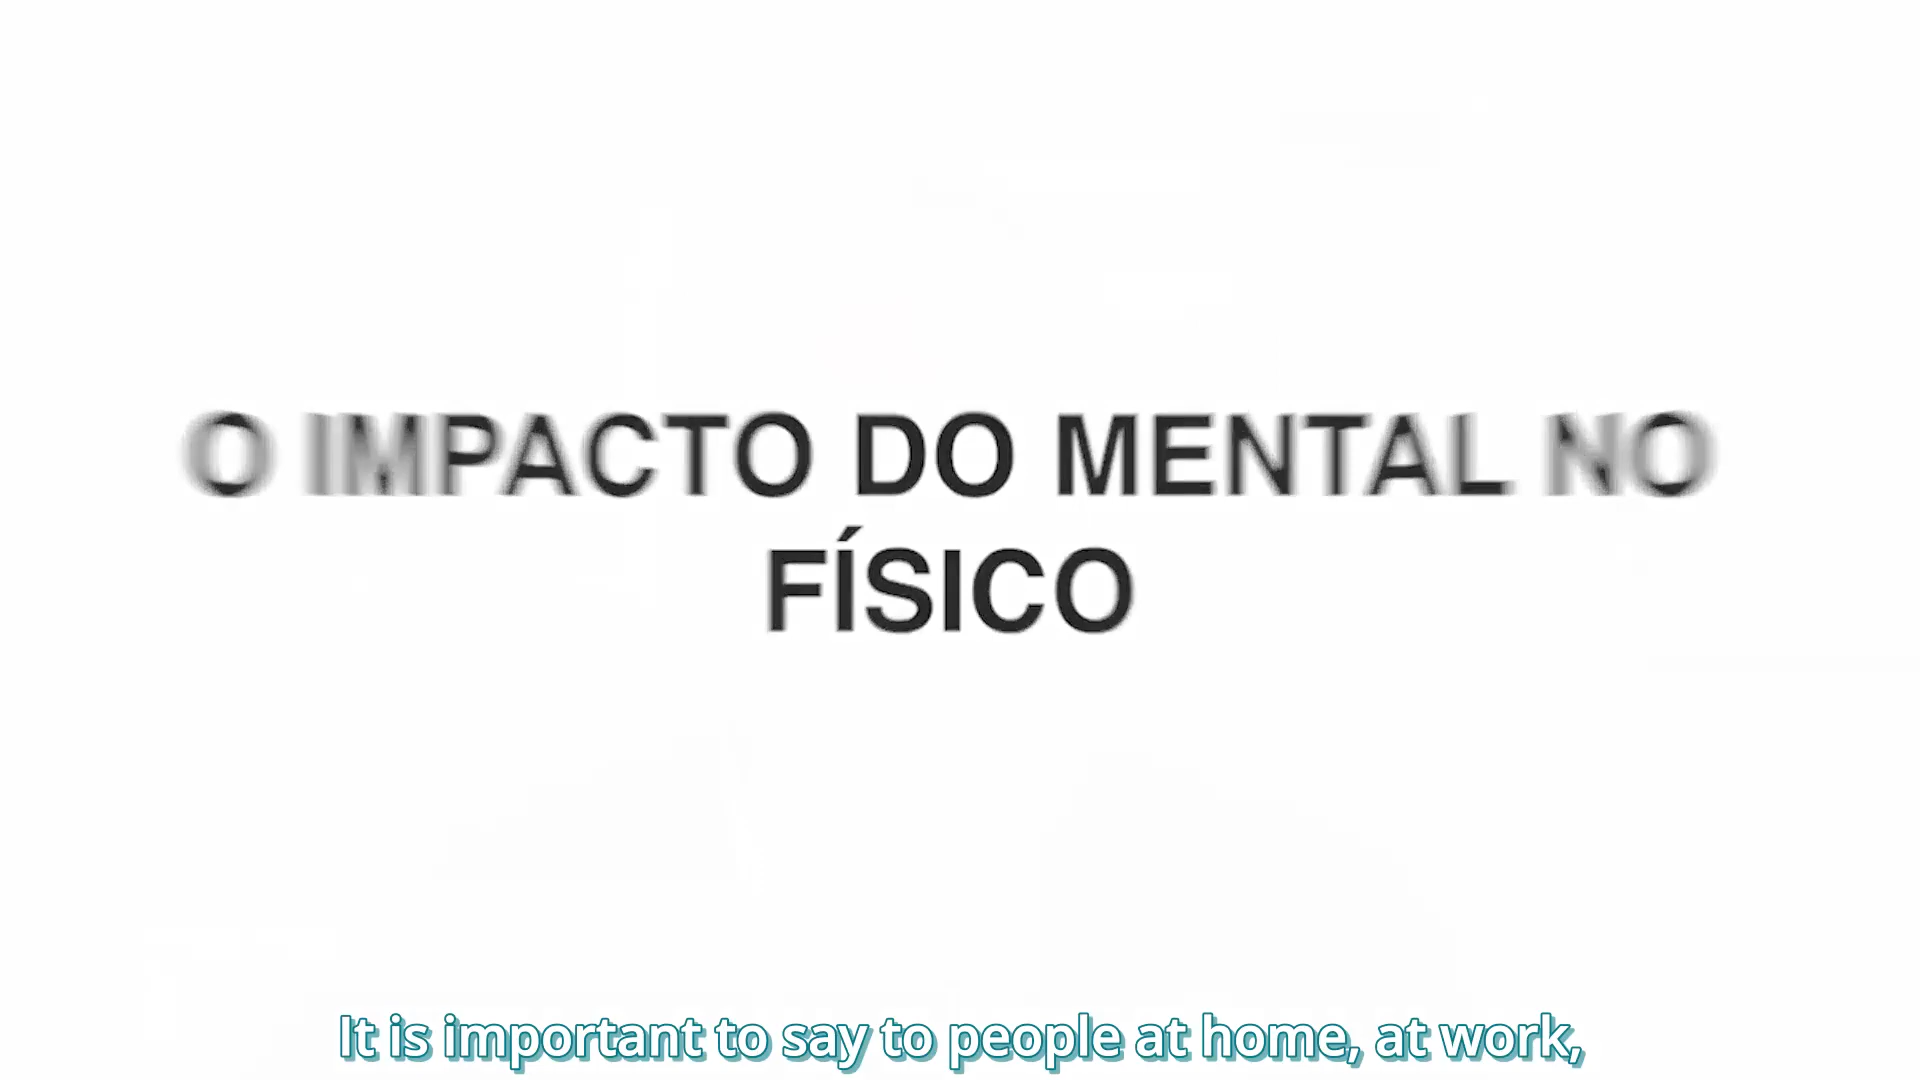 O IMPACTO DO MENTAL NO
FÍSICO
It is important to say to people at home, at work,